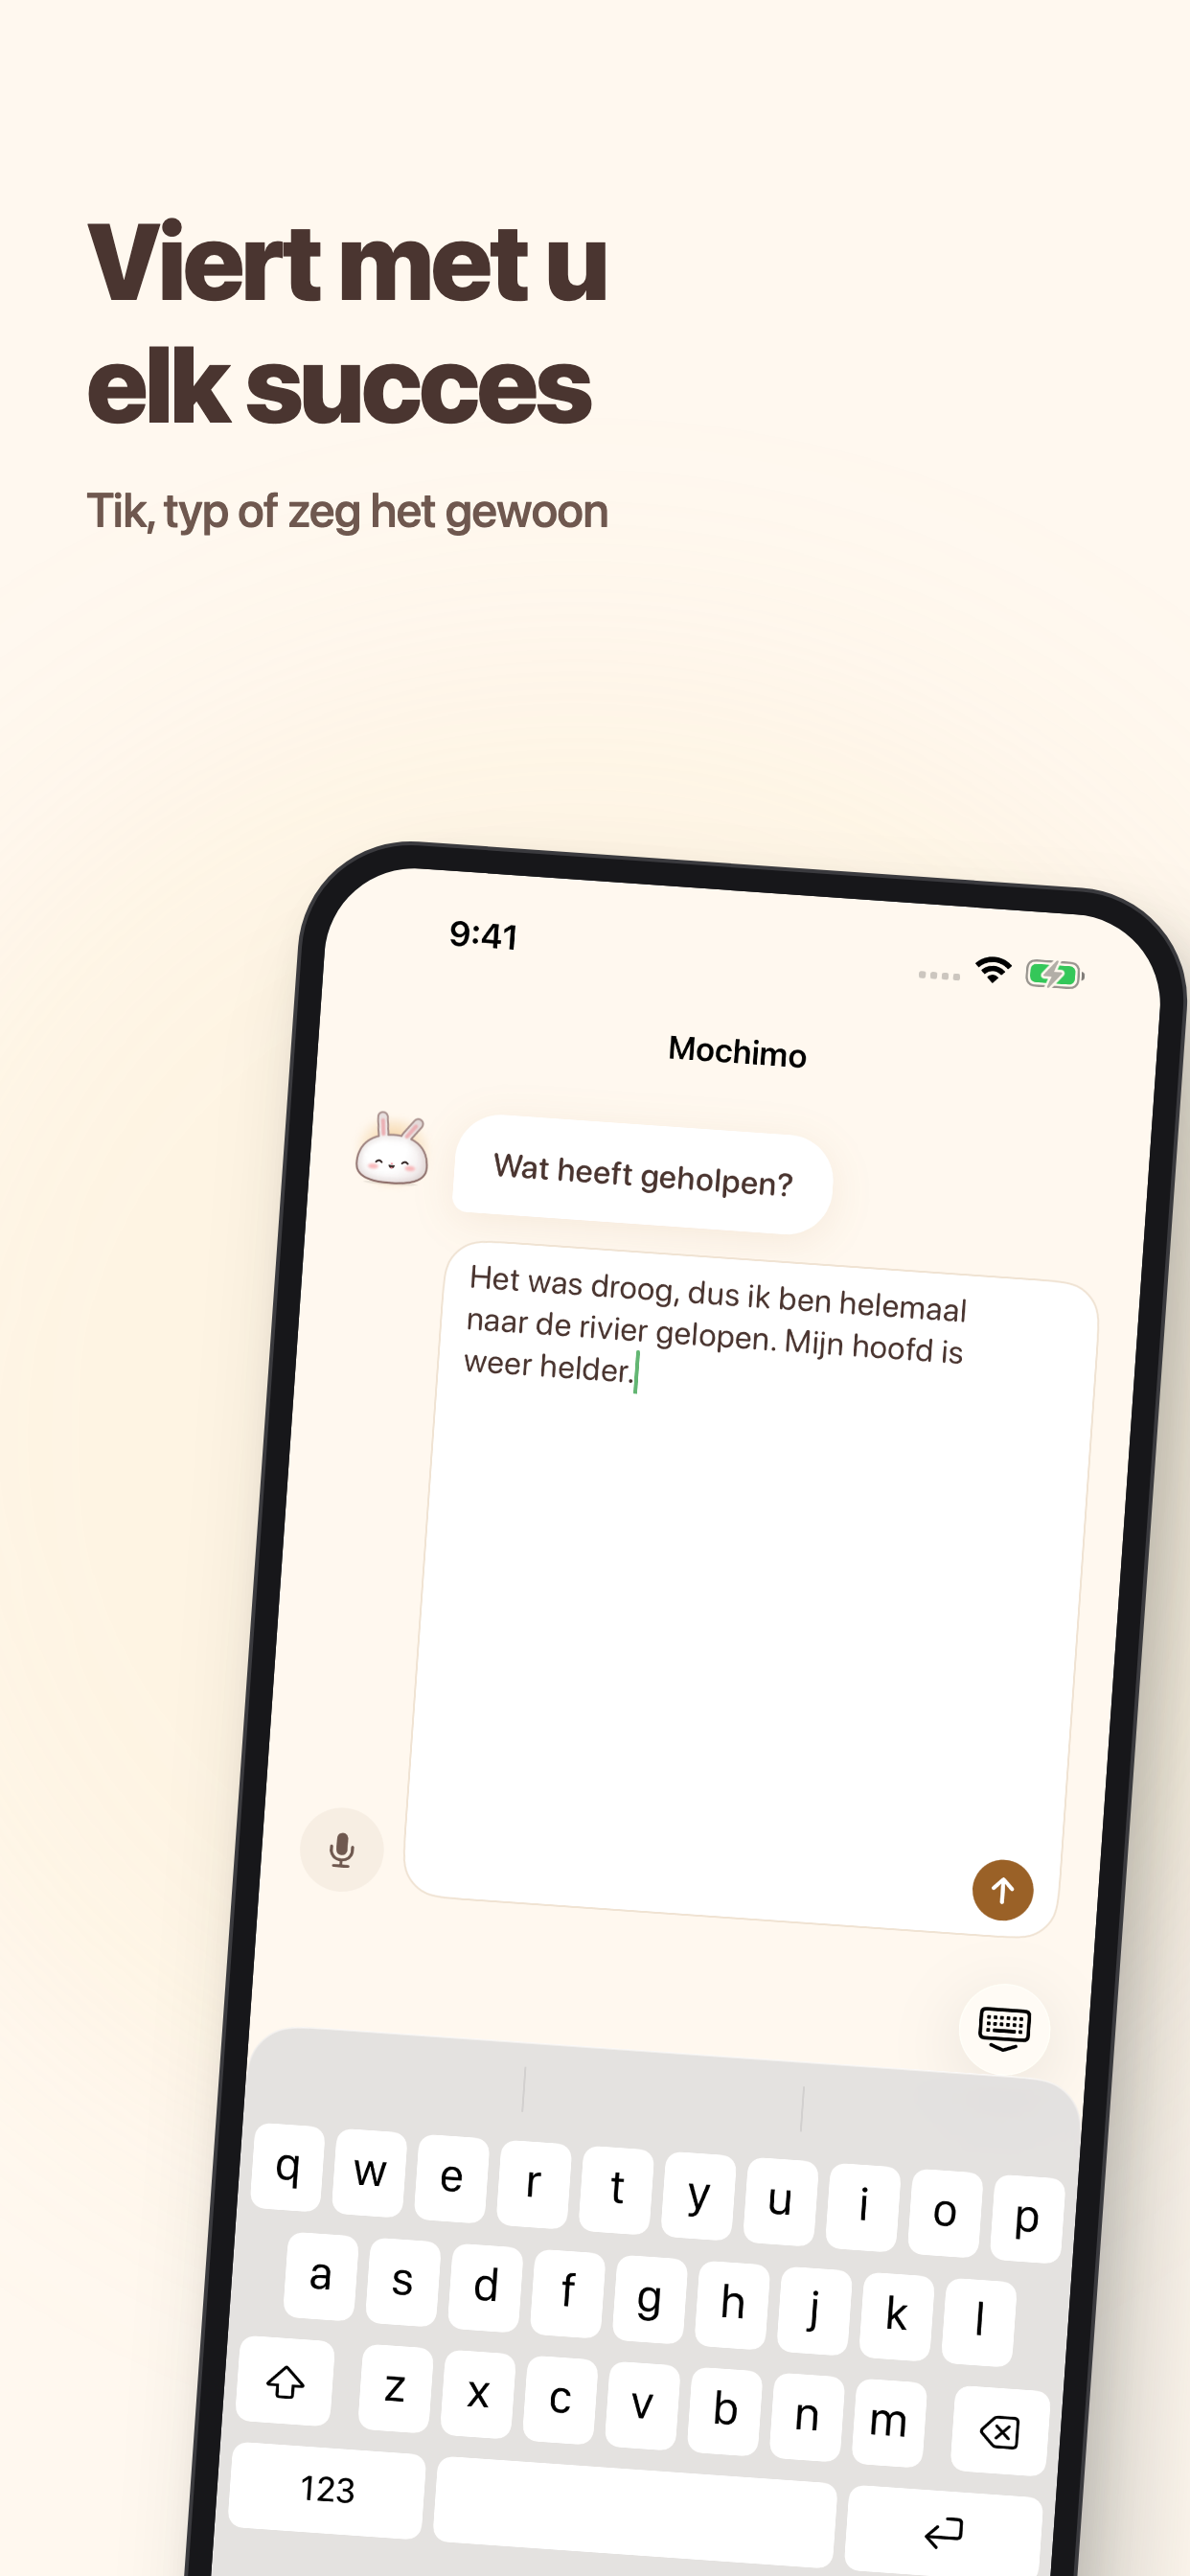 Viert met u
elk succes
Tik, typ of zeg het gewoon
9:41
Mochimo
Wat heeft geholpen?
Het was droog, dus ik ben helemaal
naar de rivier gelopen. Mijn hoofd is
weer helder.
q w e r t y u i o p
a s d f g h j k l
z x c v b n m
123